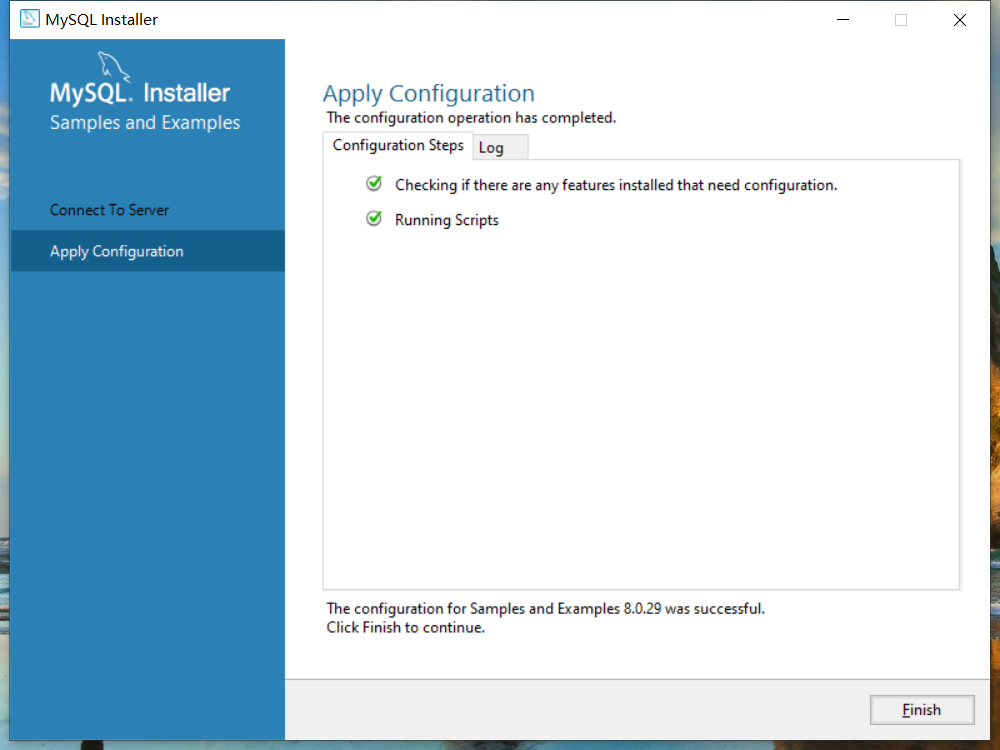 MySQL Installer
MySQL. Installer
Samples and Examples
Connect To Server
Apply Configuration
Apply Configuration
The configuration operation has completed.
Configuration Steps
Log
Checking if there are any features installed that need configuration.
Running Scripts
The configuration for Samples and Examples 8.0.29 was successful.
Click Finish to continue.
Finish